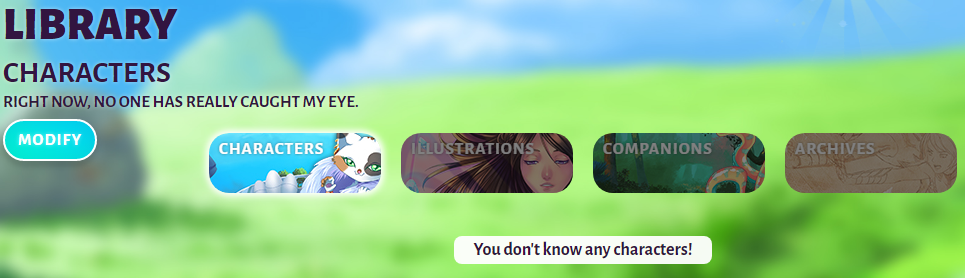 LIBRARY
CHARACTERS
RIGHT NOW, NO ONE HAS REALLY CAUGHT MY EYE.
MODIFY
CHARACTERS
ILLUSTRATIONS
COMPANIONS
ARCHIVES
You don't know any characters!